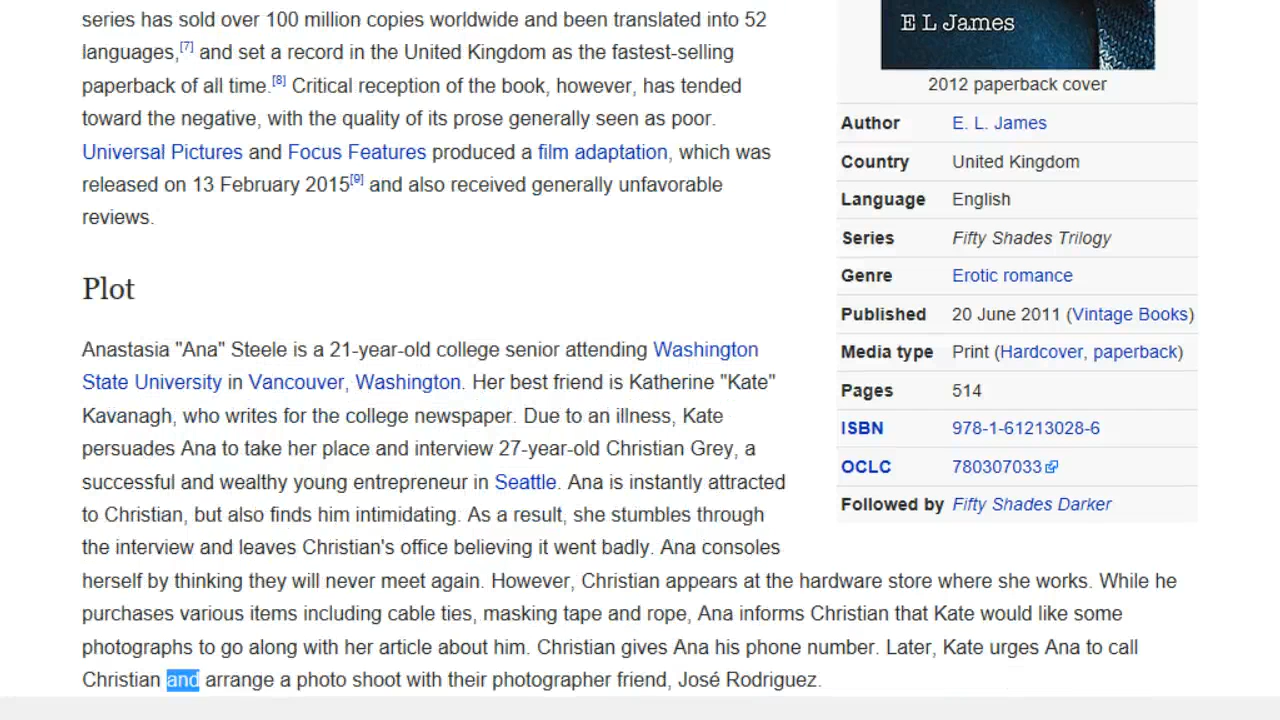 series has sold over 100 million copies worldwide and been translated into 52
languages,[7] and set a record in the United Kingdom as the fastest-selling
paperback of all time.[8] Critical reception of the book, however, has tended
toward the negative, with the quality of its prose generally seen as poor.
Universal Pictures and Focus Features produced a film adaptation, which was
released on 13 February 2015[9] and also received generally unfavorable
reviews.
Plot
Anastasia "Ana" Steele is a 21-year-old college senior attending Washington
State University in Vancouver, Washington. Her best friend is Katherine "Kate"
Kavanagh, who writes for the college newspaper. Due to an illness, Kate
persuades Ana to take her place and interview 27-year-old Christian Grey, a
successful and wealthy young entrepreneur in Seattle. Ana is instantly attracted
to Christian, but also finds him intimidating. As a result, she stumbles through
the interview and leaves Christian's office believing it went badly. Ana consoles
herself by thinking they will never meet again. However, Christian appears at the hardware store where she works. While he
purchases various items including cable ties, masking tape and rope, Ana informs Christian that Kate would like some
photographs to go along with her article about him. Christian gives Ana his phone number. Later, Kate urges Ana to call
Christian and arrange a photo shoot with their photographer friend, José Rodriguez.
E L James
2012 paperback cover
Author E. L. James
Country United Kingdom
Language English
Series Fifty Shades Trilogy
Genre Erotic romance
Published 20 June 2011 (Vintage Books)
Media type Print (Hardcover, paperback)
Pages 514
ISBN 978-1-61213028-6
OCLC 780307033
Followed by Fifty Shades Darker